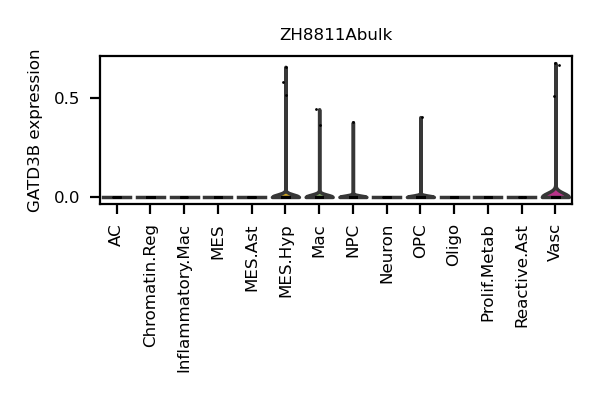 ZH8811Abulk
GATD3B expression
0.5
0.0
AC
Chromatin.Reg
Inflammatory.Mac
MES
MES.Ast
MES.Hyp
Mac
NPC
Neuron
OPC
Oligo
Prolif.Metab
Reactive.Ast
Vasc